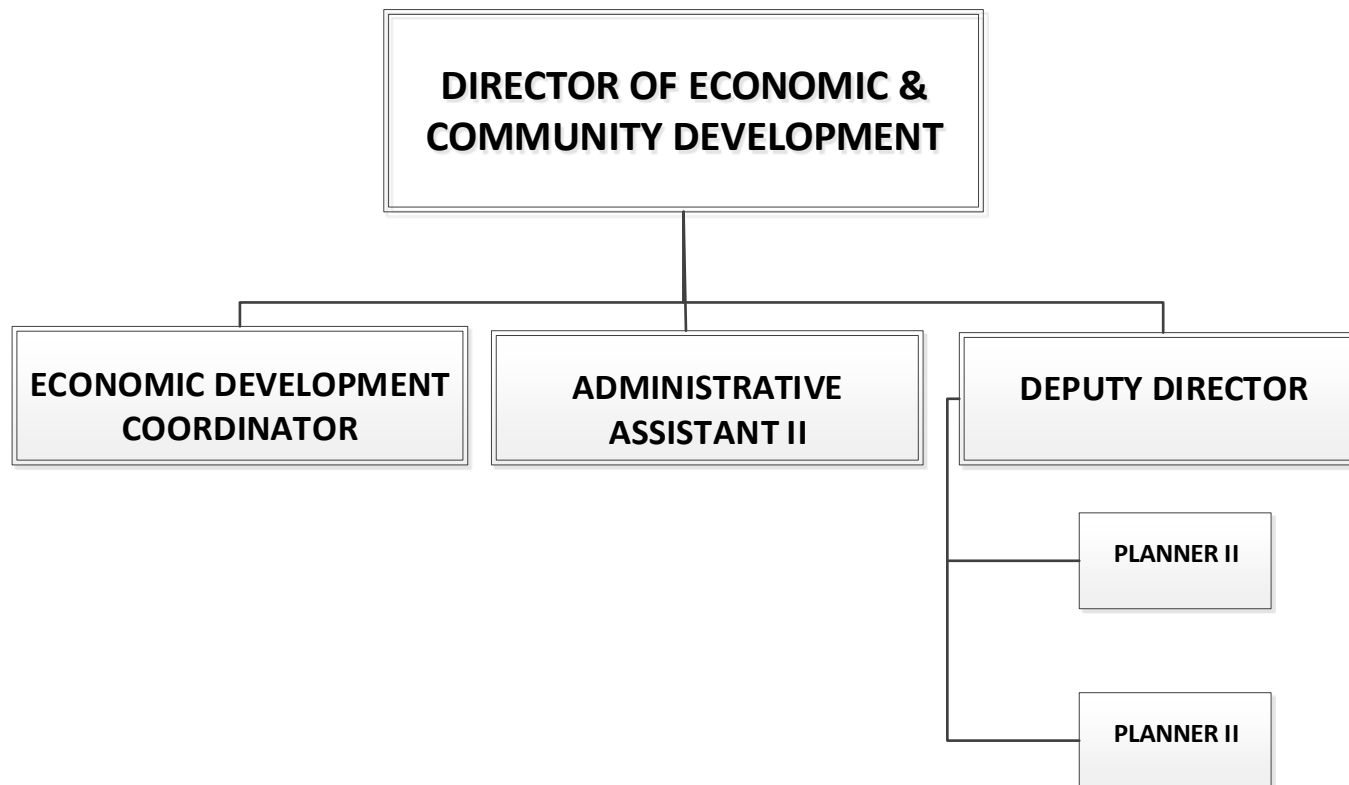 DIRECTOR OF ECONOMIC &
COMMUNITY DEVELOPMENT
ECONOMIC DEVELOPMENT
COORDINATOR
ADMINISTRATIVE
ASSISTANT II
DEPUTY DIRECTOR
PLANNER II
PLANNER II